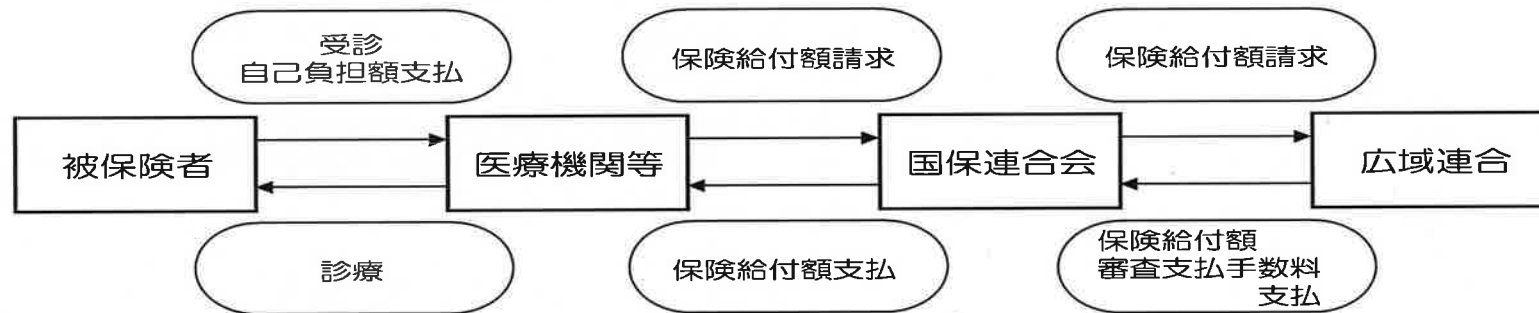 受診
自己負担額支払
保険給付額請求
保険給付額請求
被保険者
医療機関等
国保連合会
広域連合
診療
保険給付額支払
保険給付額
審査支払手数料
支払